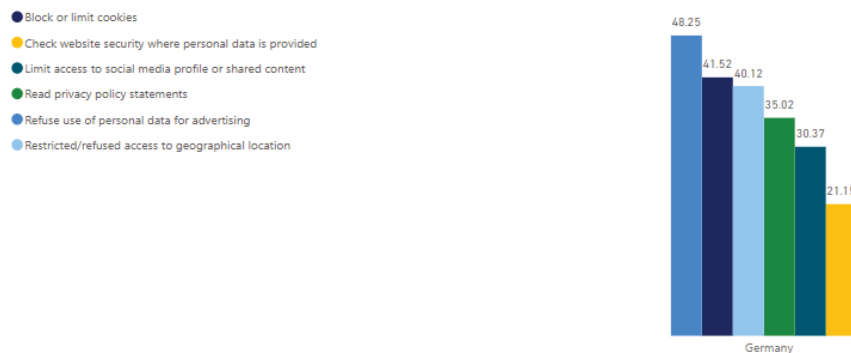 Block or limit cookies
Check website security where personal data is provided
Limit access to social media profile or shared content
Read privacy policy statements
Refuse use of personal data for advertising
Restricted/refused access to geographical location
48.25
41.52
40.12
35.02
30.37
21.15
Germany